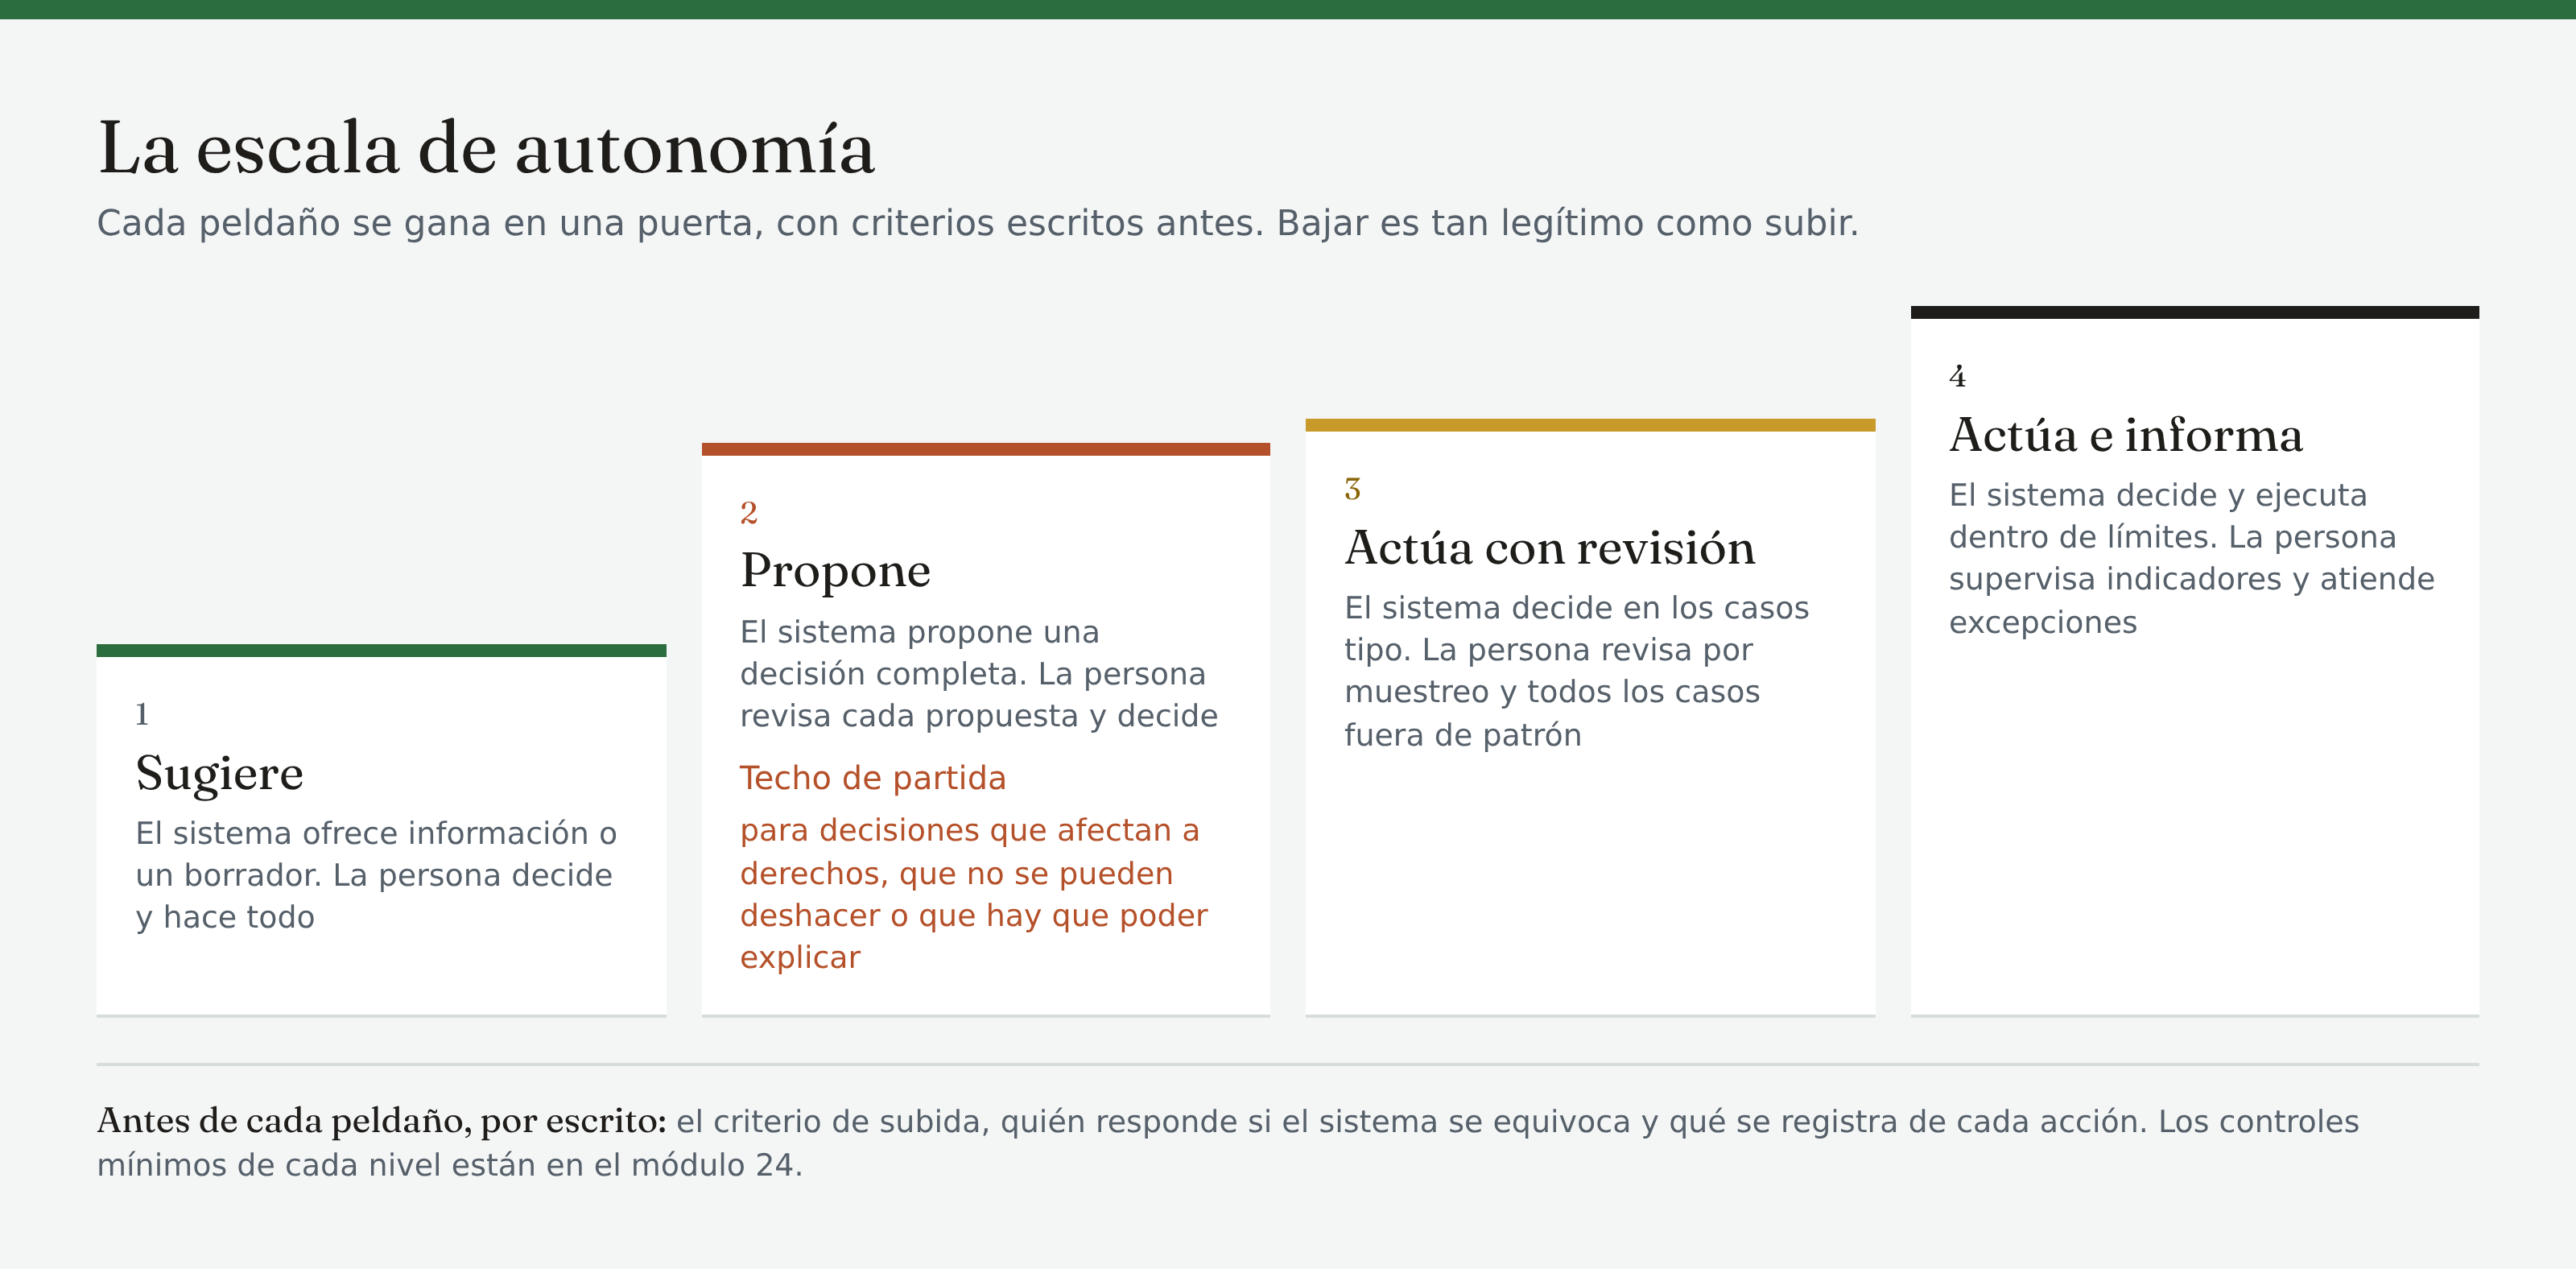 La escala de autonomía
Cada peldaño se gana en una puerta, con criterios escritos antes. Bajar es tan legítimo como subir.
1
Sugiere
El sistema ofrece información o
un borrador. La persona decide
y hace todo
2
Propone
El sistema propone una
decisión completa. La persona
revisa cada propuesta y decide
Techo de partida
para decisiones que afectan a
derechos, que no se pueden
deshacer o que hay que poder
explicar
3
Actúa con revisión
El sistema decide en los casos
tipo. La persona revisa por
muestreo y todos los casos
fuera de patrón
4
Actúa e informa
El sistema decide y ejecuta
dentro de límites. La persona
supervisa indicadores y atiende
excepciones
Antes de cada peldaño, por escrito: el criterio de subida, quién responde si el sistema se equivoca y qué se registra de cada acción. Los controles
mínimos de cada nivel están en el módulo 24.